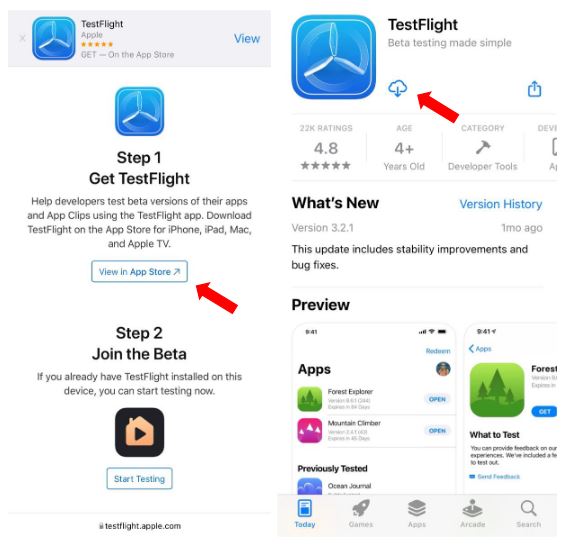 TestFlight
Apple
GET — On the App Store
View
Step 1
Get TestFlight
Help developers test beta versions of their apps
and App Clips using the TestFlight app. Download
TestFlight on the App Store for iPhone, iPad, Mac,
and Apple TV.
View in App Store ↗
Step 2
Join the Beta
If you already have TestFlight installed on this
device, you can start testing now.
Start Testing
testflight.apple.com
TestFlight
Beta testing made simple
22K RATINGS
4.8
AGE
4+
Years Old
CATEGORY
Developer Tools
DEVE
Ap
What's New
Version History
Version 3.2.1
1mo ago
This update includes stability improvements and
bug fixes.
Preview
9:41
Redeem
Apps
Forest Explorer
Version 9.6.1 (244)
Expires in 84 Days
OPEN
Mountain Climber
Version 2.4.1 (43)
Expires in 45 Days
OPEN
Previously Tested
Ocean Journal
9:41
Apps
Forest
Expires in
GET
What to Test
You can provide feedback on our
experiences. We've included a fe
to test out.
Send Feedback
Today
Games
Apps
Arcade
Search